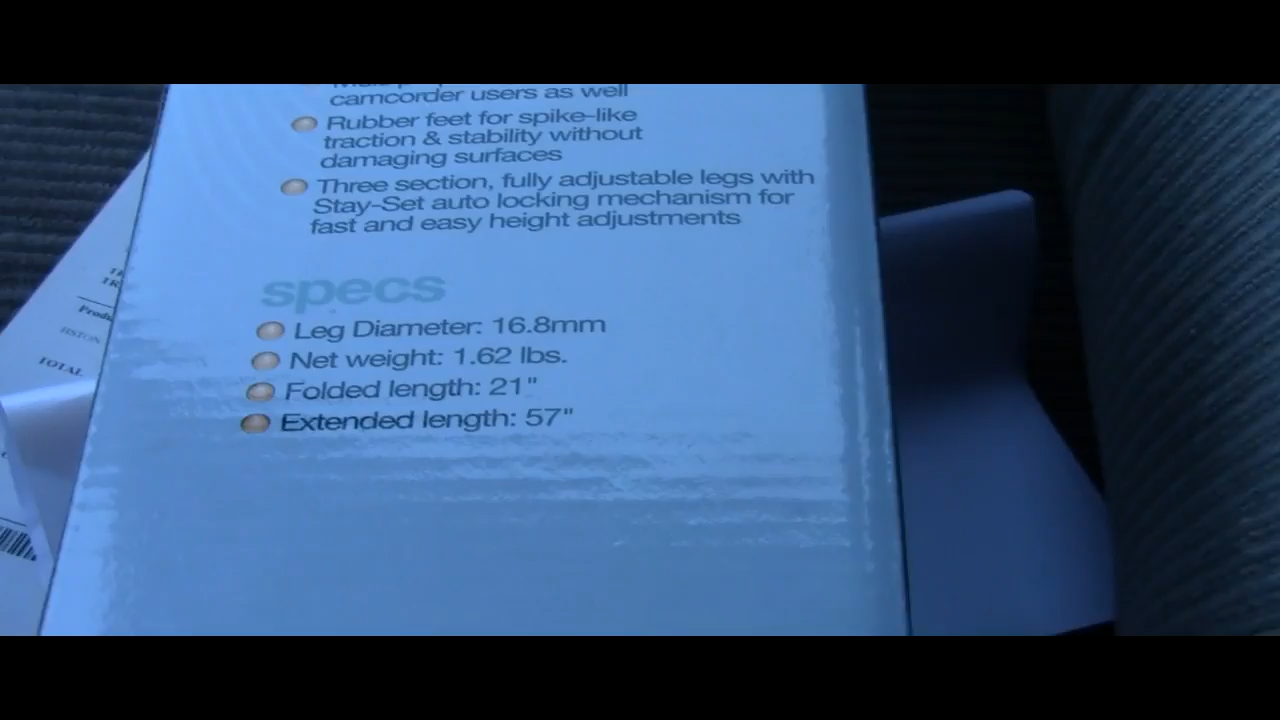 camcorder users as well
Rubber feet for spike-like
traction & stability without
damaging surfaces
Three section, fully adjustable legs with
Stay-Set auto locking mechanism for
fast and easy height adjustments
specs
Leg Diameter: 16.8mm
Net weight: 1.62 lbs.
Folded length: 21"
Extended length: 57"
TOTAL